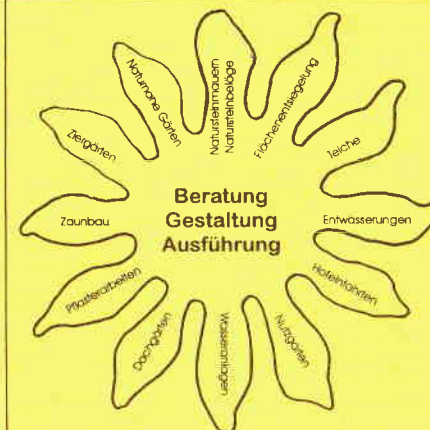 Naturnahe Gärten
Natursteinmauern
Natursteinbeläge
Flächenentsiegelung
Teiche
Entwässerungen
Hofeinfahrten
Nutzgärten
Wasseranlagen
Dachgärten
Pflasterarbeiten
Zaunbau
Ziergärten
Beratung
Gestaltung
Ausführung